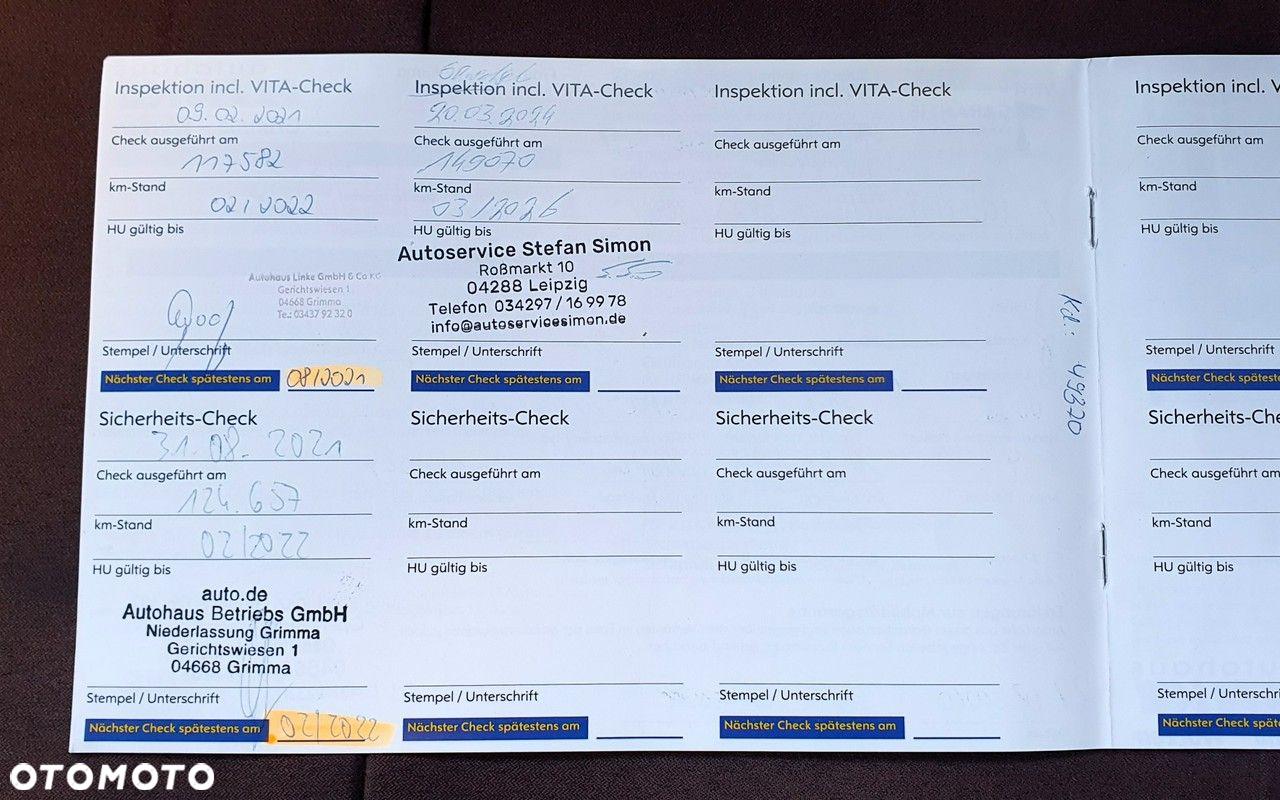 Inspektion incl. VITA-Check
09.02.2021
Check ausgeführt am
117582
km-Stand
02/2022
HU gültig bis
Autohaus Linke GmbH & Co KG
Gerichtswiesen 1
04668 Grimma
Te.: 03437 92 32 0
Stempel / Unterschrift
Nächster Check spätestens am 08/2021
Sicherheits-Check
31.08. 2021
Check ausgeführt am
124.657
km-Stand
02/2022
HU gültig bis
auto.de
Autohaus Betriebs GmbH
Niederlassung Grimma
Gerichtswiesen 1
04668 Grimma
Stempel / Unterschrift
Nächster Check spätestens am 02/2022
Inspektion incl. VITA-Check
20.03.2024
Check ausgeführt am
149070
km-Stand
03/2026
HU gültig bis
Autoservice Stefan Simon
Roßmarkt 10
04288 Leipzig
Telefon 034297 / 16 99 78
info@autoservicesimon.de
Stempel / Unterschrift
Nächster Check spätestens am
Sicherheits-Check
Check ausgeführt am
km-Stand
HU gültig bis
Stempel / Unterschrift
Nächster Check spätestens am
Inspektion incl. VITA-Check
Check ausgeführt am
km-Stand
HU gültig bis
Stempel / Unterschrift
Nächster Check spätestens am
Sicherheits-Check
Check ausgeführt am
km-Stand
HU gültig bis
Stempel / Unterschrift
Nächster Check spätestens am
Kd.: 49370
Inspektion incl. V
Check ausgeführt am
km-Stand
HU gültig bis
Stempel / Unterschrift
Nächster Check spätestens
Sicherheits-Che
Check ausgeführt am
km-Stand
HU gültig bis
Stempel / Unterschrift
Nächster Check spätestens
OTOMOTO